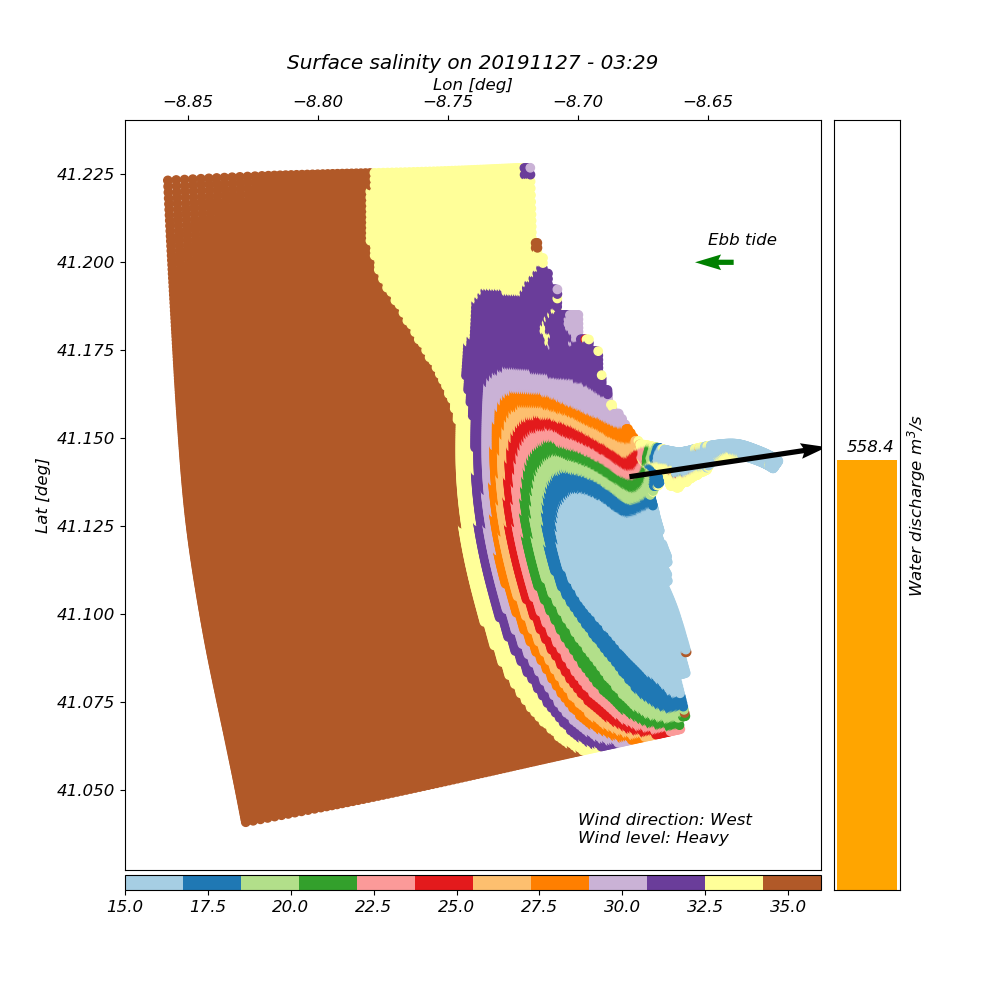 Surface salinity on 20191127 - 03:29
Lon [deg]
−8.85 −8.80 −8.75 −8.70 −8.65
41.225
41.200
41.175
41.150
41.125
41.100
41.075
41.050
Lat [deg]
Ebb tide
558.4
Water discharge m³/s
Wind direction: West
Wind level: Heavy
15.0 17.5 20.0 22.5 25.0 27.5 30.0 32.5 35.0